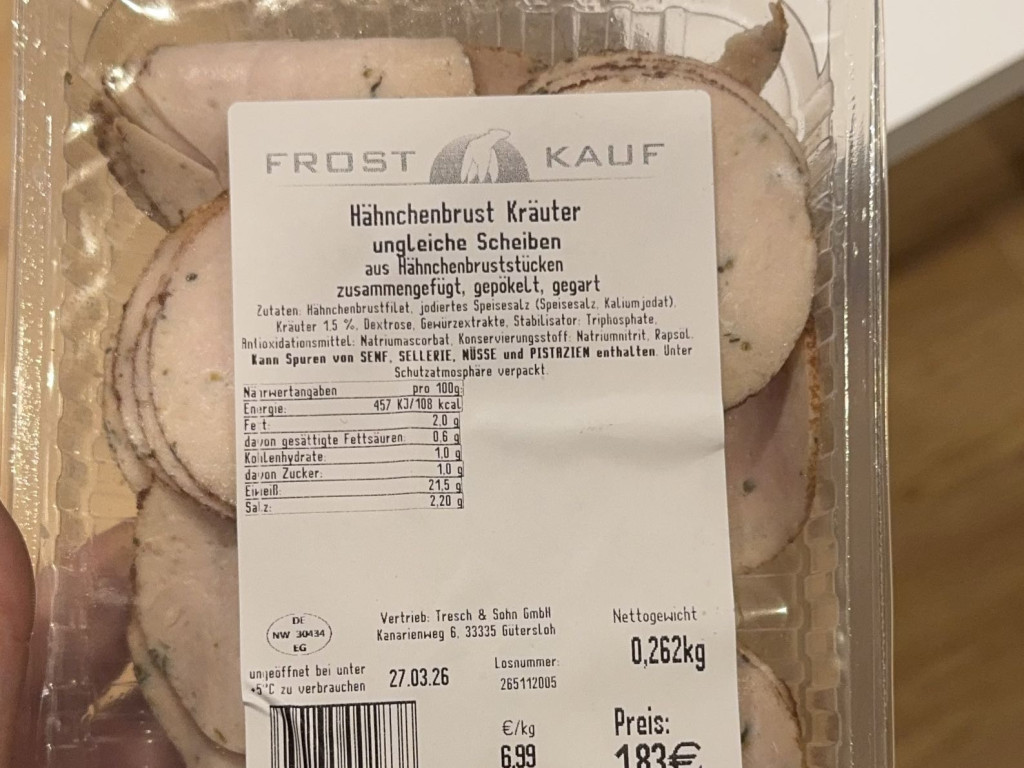 FROST KAUF
Hähnchenbrust Kräuter
ungleiche Scheiben
aus Hähnchenbruststücken
zusammengefügt, gepökelt, gegart
Zutaten: Hähnchenbrustfilet, jodiertes Speisesalz (Speisesalz, Kaliumjodat),
Kräuter 1,5 %, Dextrose, Gewürzextrakte, Stabilisator: Triphosphate,
Antioxidationsmittel: Natriumascorbat, Konservierungsstoff: Natriumnitrit, Rapsöl.
Kann Spuren von SENF, SELLERIE, NÜSSE und PISTAZIEN enthalten. Unter
Schutzatmosphäre verpackt.
Nährwertangaben pro 100g:
Energie: 457 KJ/108 kcal
Fett: 2,0 g
davon gesättigte Fettsäuren: 0,6 g
Kohlenhydrate: 1,0 g
davon Zucker: 1,0 g
Eiweiß: 21,5 g
Salz: 2,20 g
DE
NW 30434
EG
Vertrieb: Tresch & Sohn GmbH
Kanarienweg 6, 33335 Gütersloh
Nettogewicht
0,262kg
ungeöffnet bei unter
+5°C zu verbrauchen
27.03.26
Losnummer:
265112005
€/kg
6,99
Preis:
1,83€